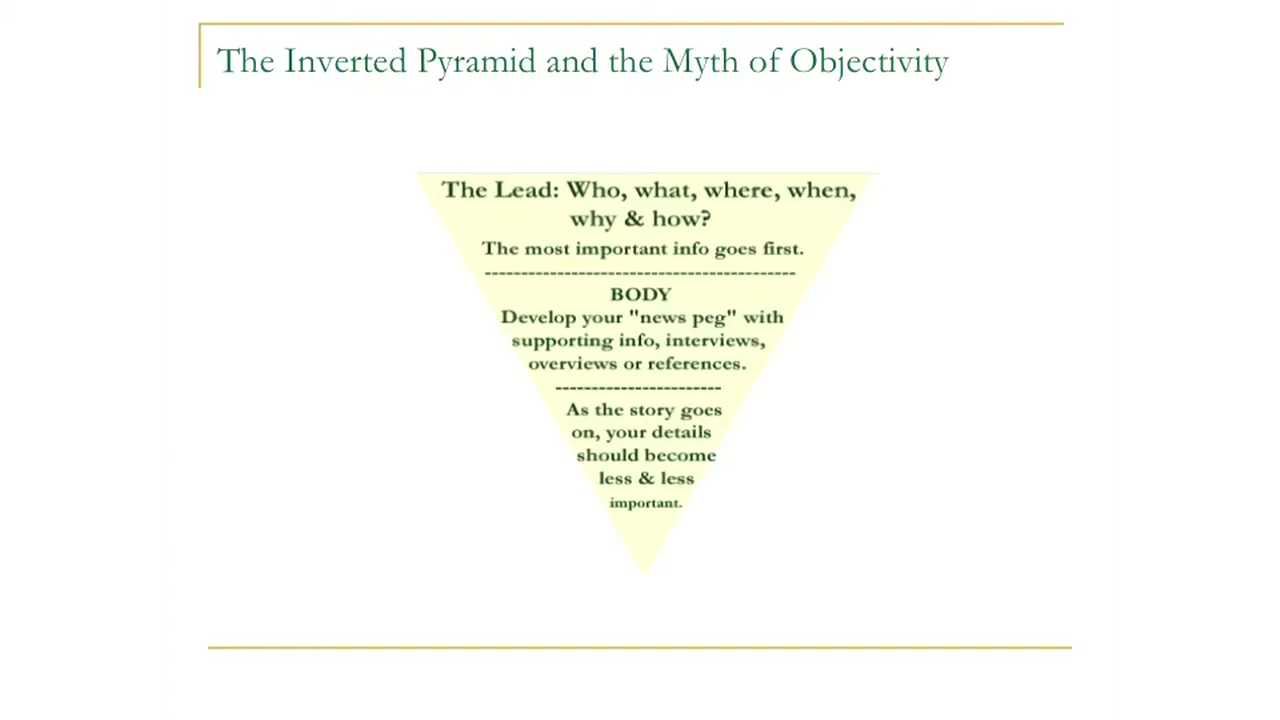 The Inverted Pyramid and the Myth of Objectivity
The Lead: Who, what, where, when,
why & how?
The most important info goes first.
-------------------------------------------
BODY
Develop your "news peg" with
supporting info, interviews,
overviews or references.
-----------------------
As the story goes
on, your details
should become
less & less
important.